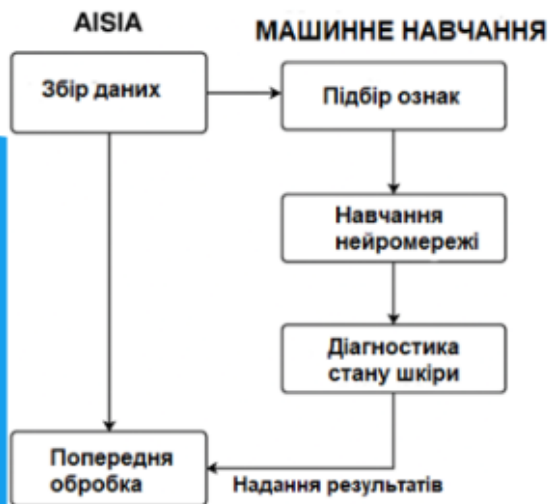 AISIA
МАШИННЕ НАВЧАННЯ
Збір даних
Підбір ознак
Навчання
нейромережі
Діагностика
стану шкіри
Попередня
обробка
Надання результатів